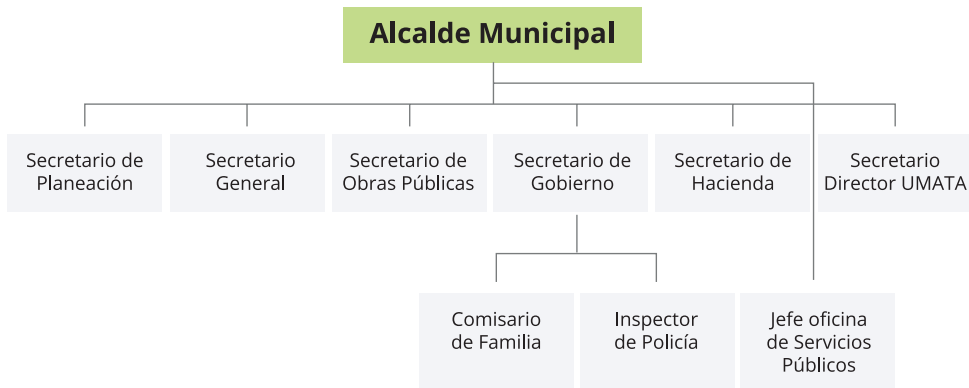 Alcalde Municipal
Secretario de
Planeación
Secretario
General
Secretario de
Obras Públicas
Secretario de
Gobierno
Secretario de
Hacienda
Secretario
Director UMATA
Comisario
de Familia
Inspector
de Policía
Jefe oficina
de Servicios
Públicos